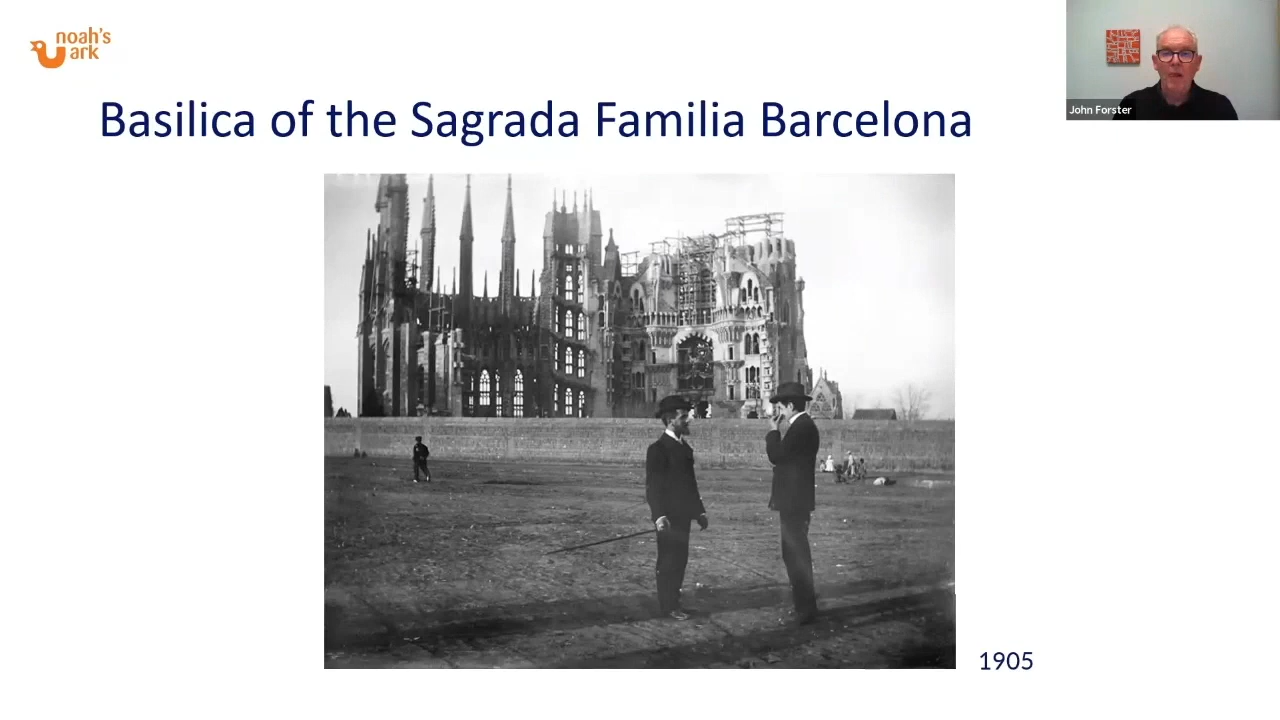 noah's
ark
Basilica of the Sagrada Familia Barcelona
John Forster
1905